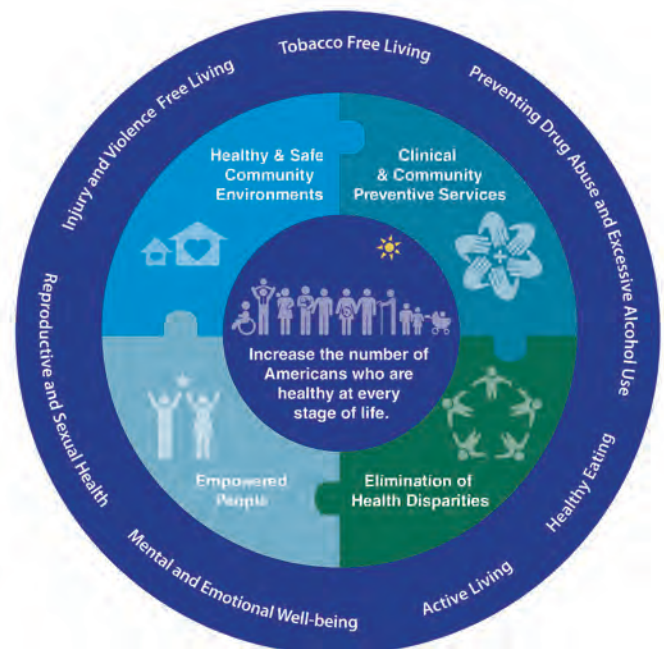 Tobacco Free Living
Preventing Drug Abuse and Excessive Alcohol Use
Healthy Eating
Active Living
Mental and Emotional Well-being
Reproductive and Sexual Health
Injury and Violence Free Living
Healthy & Safe
Community
Environments
Clinical
& Community
Preventive Services
Increase the number of
Americans who are
healthy at every
stage of life.
Empowered
People
Elimination of
Health Disparities